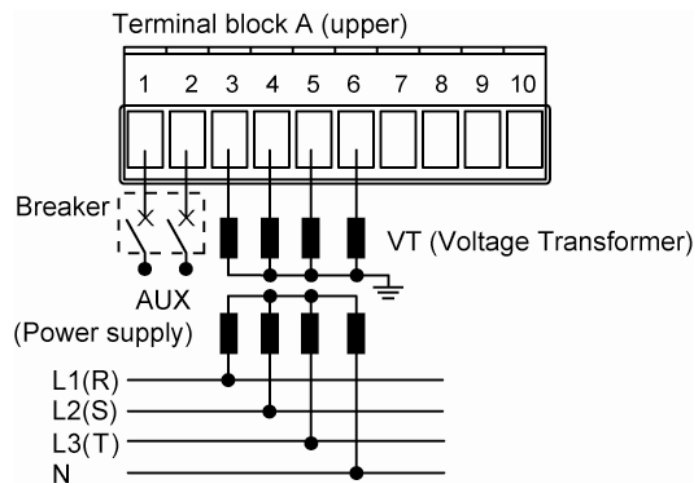 Terminal block A (upper)
1 2 3 4 5 6 7 8 9 10
Breaker
VT (Voltage Transformer)
AUX
(Power supply)
L1(R)
L2(S)
L3(T)
N